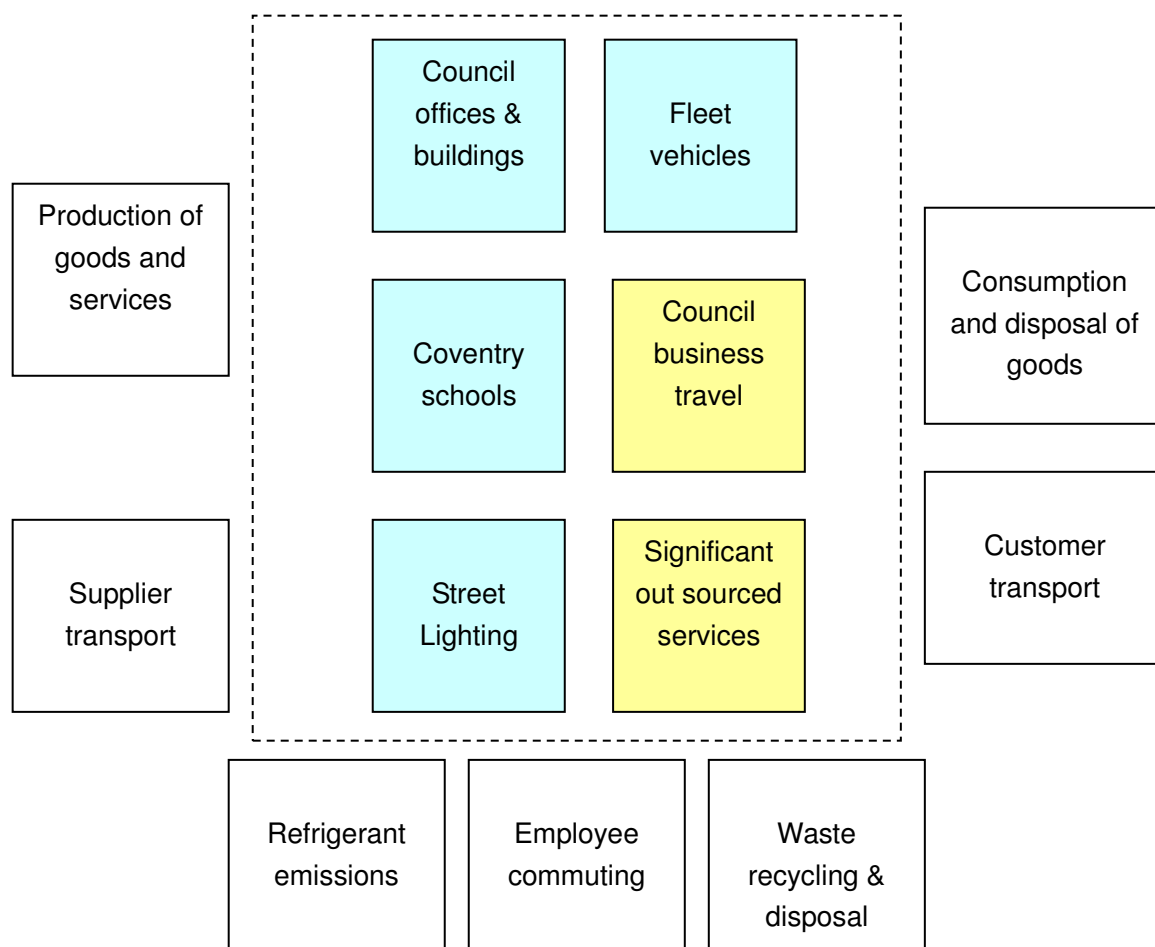 Council
offices &
buildings
Fleet
vehicles
Production of
goods and
services
Coventry
schools
Council
business
travel
Consumption
and disposal of
goods
Supplier
transport
Street
Lighting
Significant
out sourced
services
Customer
transport
Refrigerant
emissions
Employee
commuting
Waste
recycling &
disposal